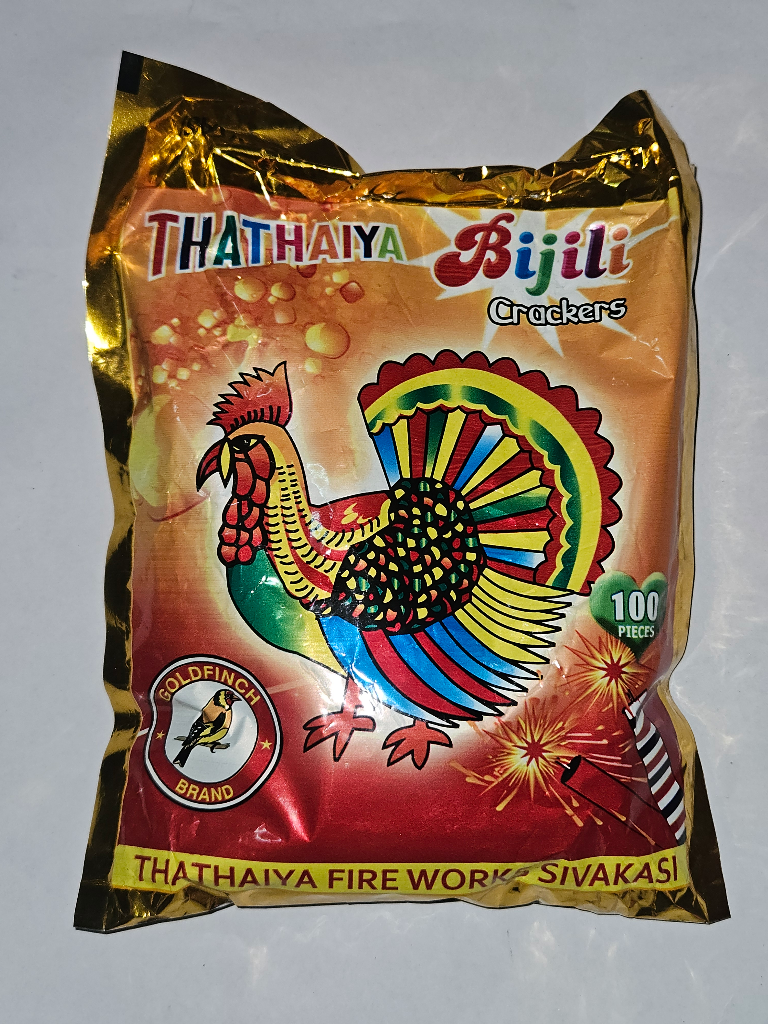 THATHAIYA Bijili
Crackers
100
PIECES
GOLDFINCH
BRAND
THATHAIYA FIRE WORKS SIVAKASI